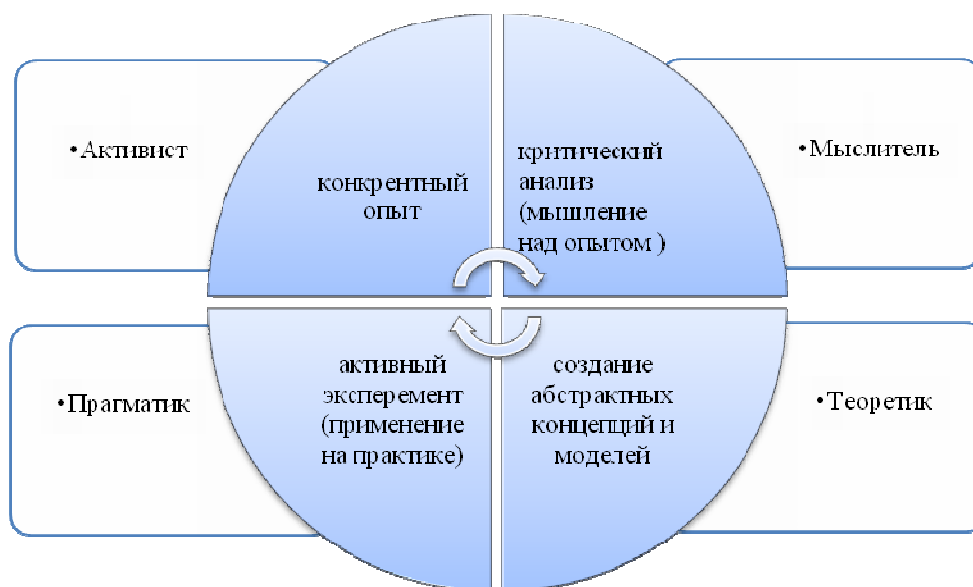 •Активист
конкрентный
опыт
критический
анализ
(мышление
над опытом )
•Мыслитель
•Прагматик
активный
эксперемент
(применение
на практике)
создание
абстрактных
концепций и
моделей
•Теоретик